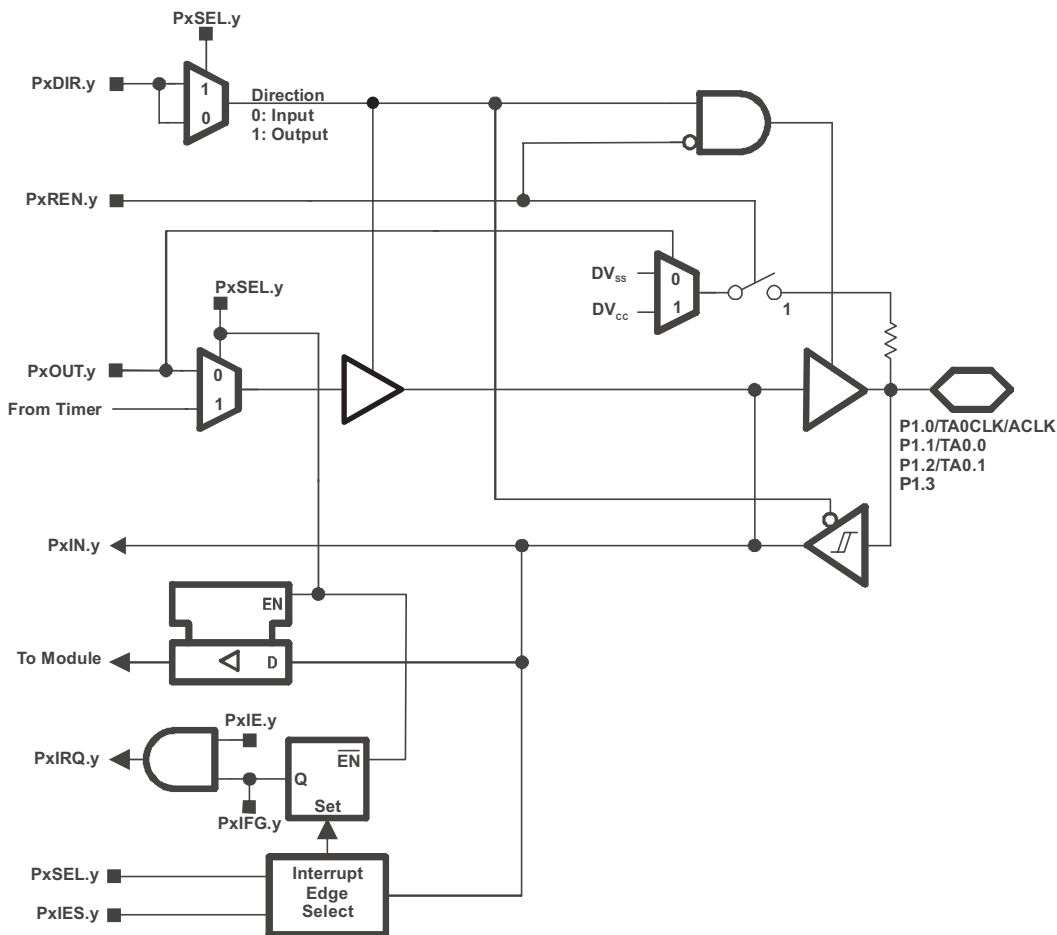 PxSEL.y
PxDIR.y
1
0
Direction
0: Input
1: Output
PxREN.y
DVSS
0
DVCC
1
1
PxSEL.y
PxOUT.y
0
From Timer
1
P1.0/TA0CLK/ACLK
P1.1/TA0.0
P1.2/TA0.1
P1.3
PxIN.y
EN
To Module
D
PxIE.y
PxIRQ.y
EN
Q
Set
PxIFG.y
PxSEL.y
PxIES.y
Interrupt
Edge
Select